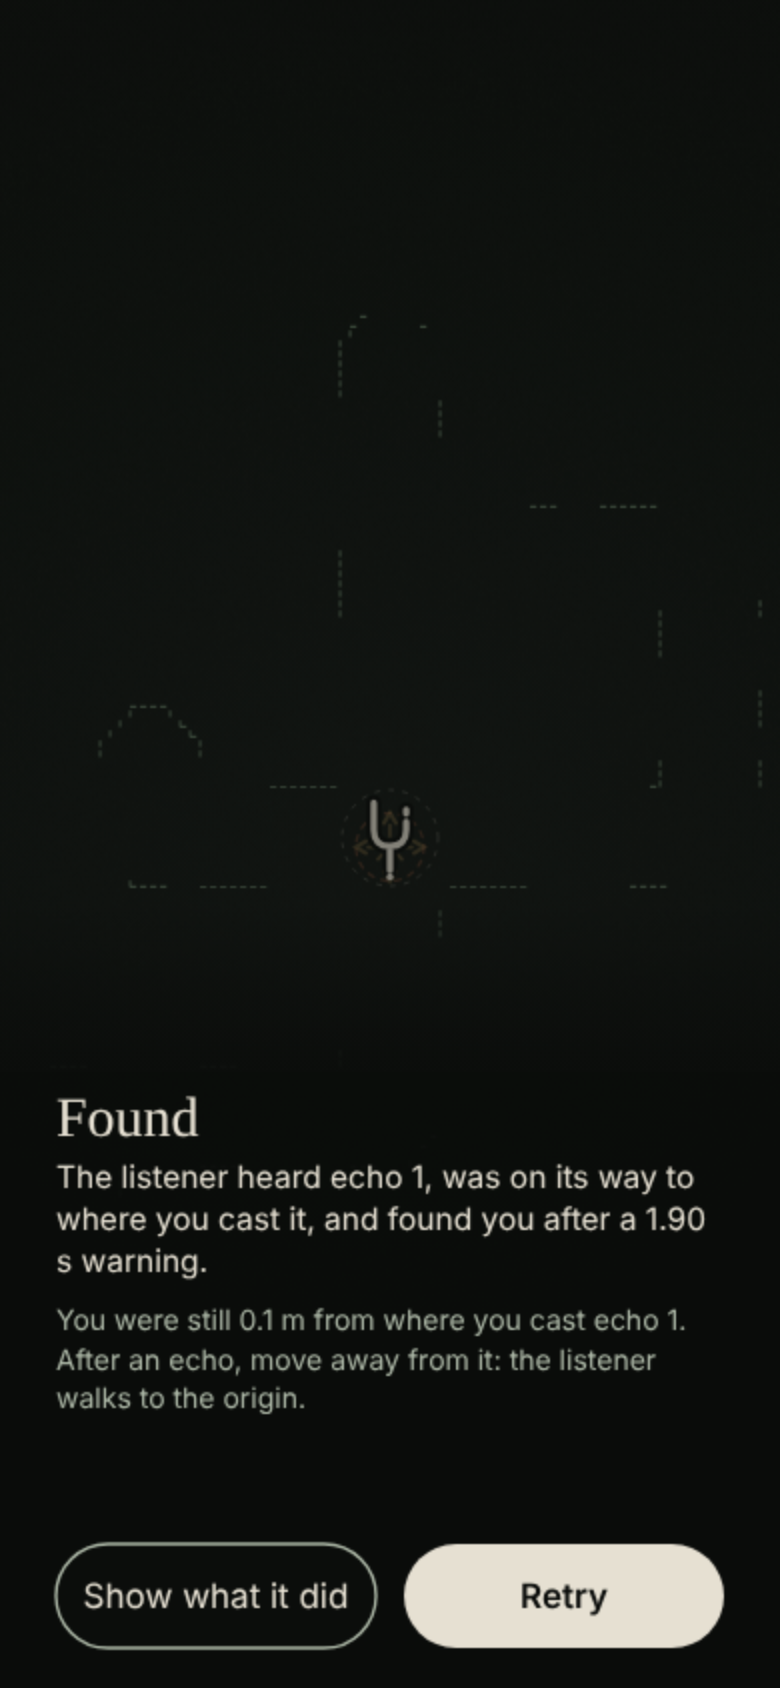 Found
The listener heard echo 1, was on its way to
where you cast it, and found you after a 1.90
s warning.
You were still 0.1 m from where you cast echo 1.
After an echo, move away from it: the listener
walks to the origin.
Show what it did
Retry